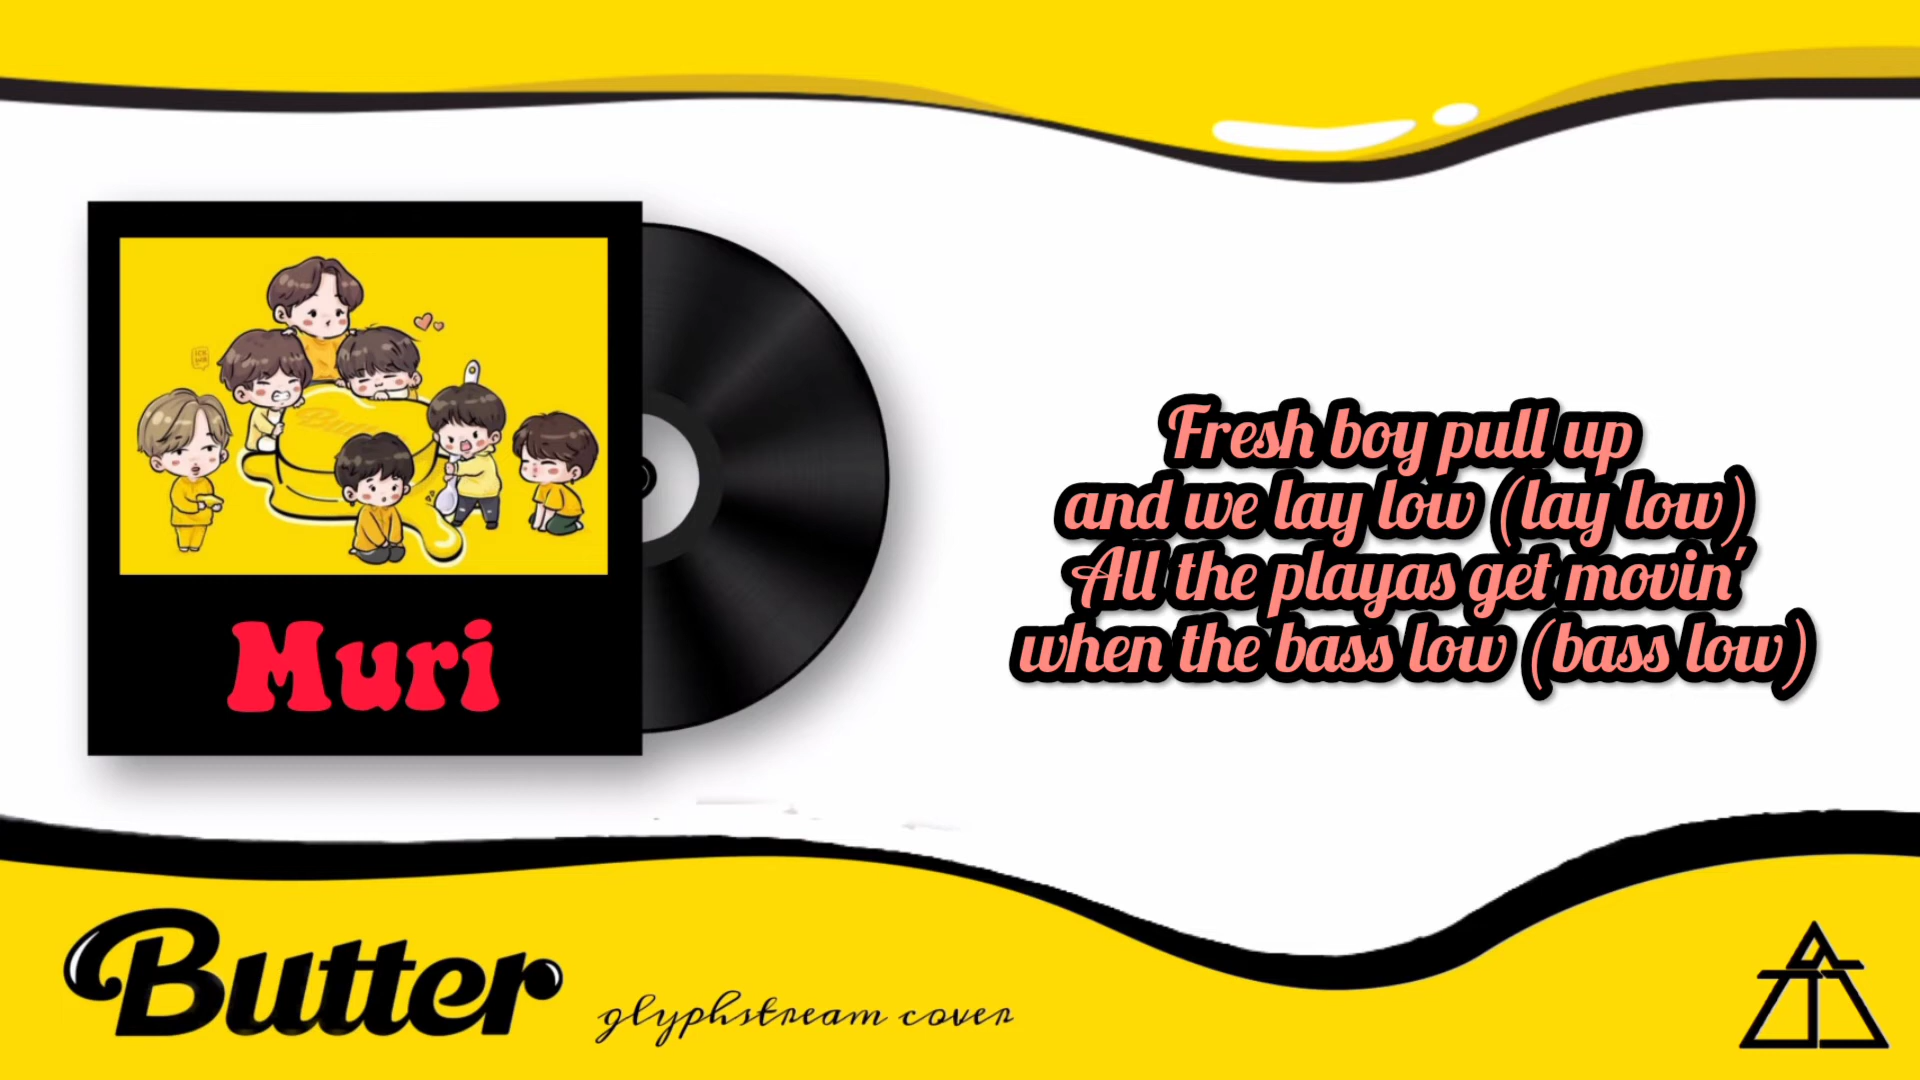 Fresh boy pull up
and we lay low (lay low)
All the playas get movin'
when the bass low (bass low)
Butter
Muri
Butter
glyphstream cover